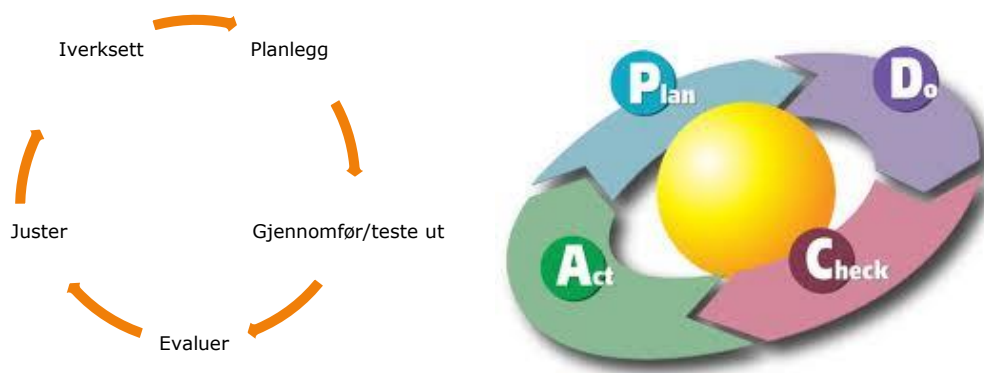 Iverksett
Planlegg
Juster
Gjennomfør/teste ut
Evaluer
Plan
Do
Act
Check